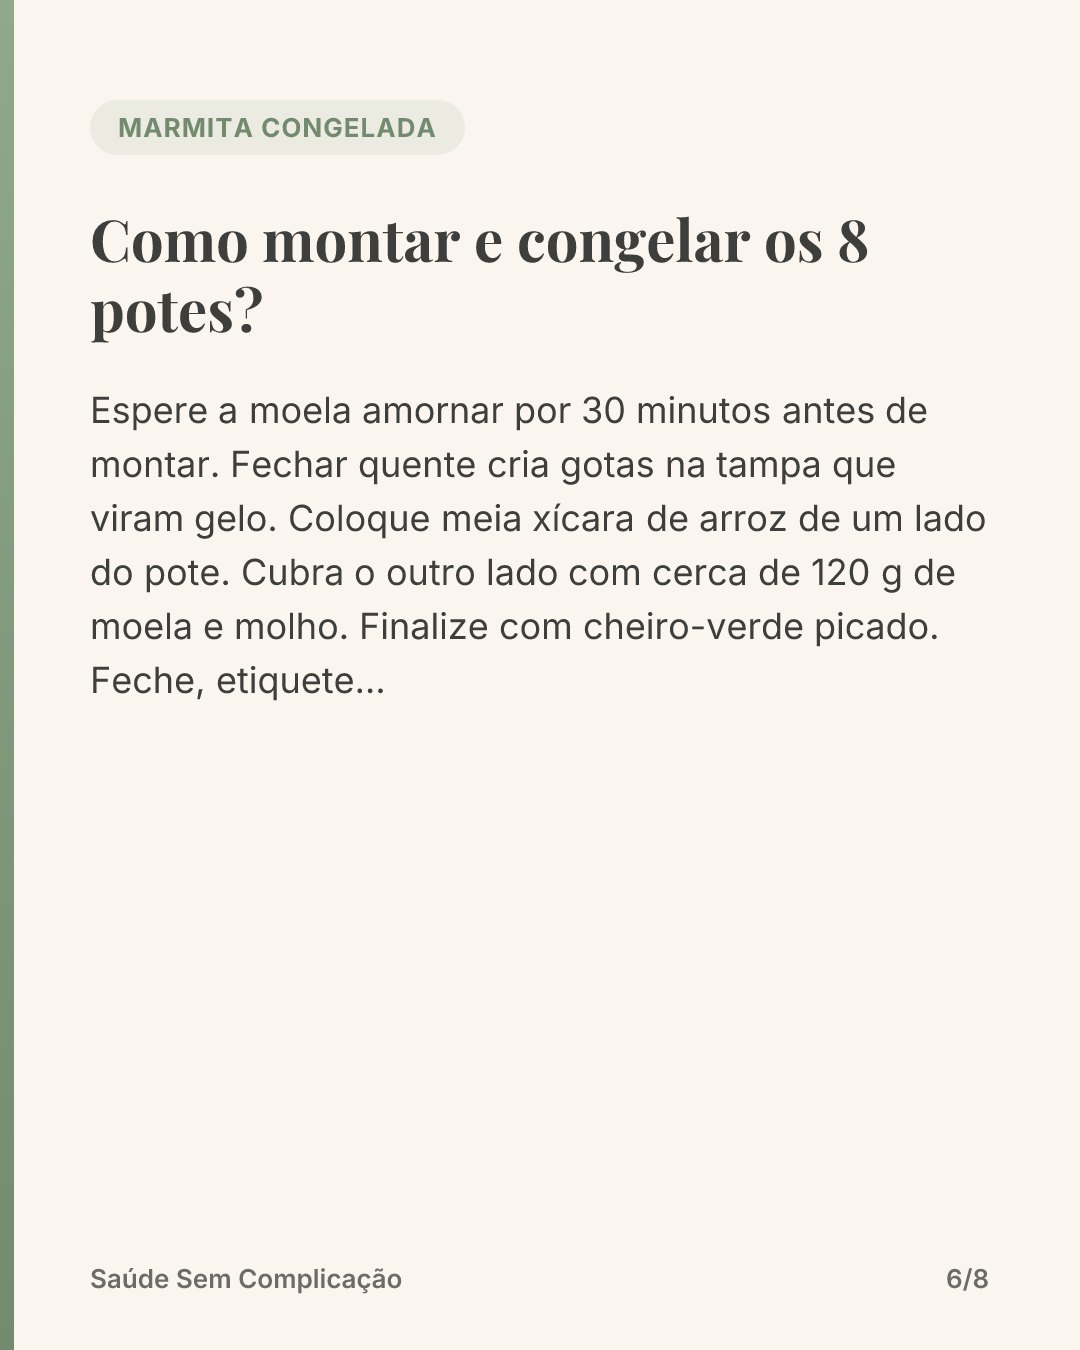 MARMITA CONGELADA
Como montar e congelar os 8
potes?
Espere a moela amornar por 30 minutos antes de
montar. Fechar quente cria gotas na tampa que
viram gelo. Coloque meia xícara de arroz de um lado
do pote. Cubra o outro lado com cerca de 120 g de
moela e molho. Finalize com cheiro-verde picado.
Feche, etiquete...
Saúde Sem Complicação
6/8